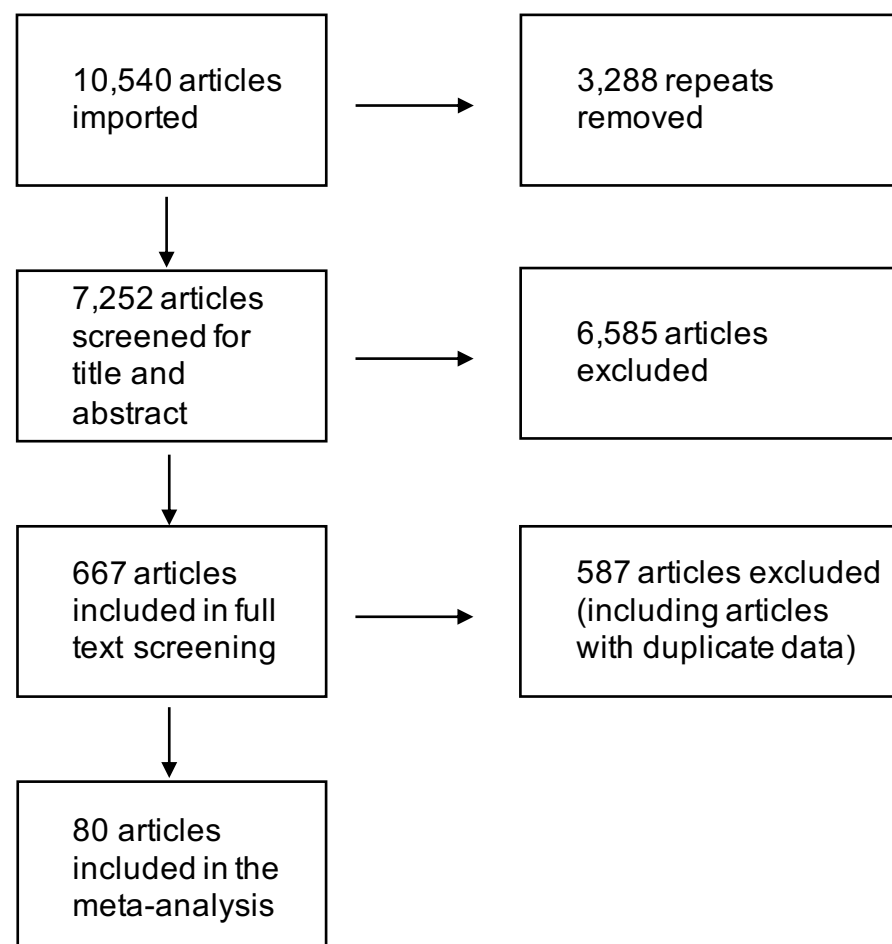 10,540 articles
imported
3,288 repeats
removed
7,252 articles
screened for
title and
abstract
6,585 articles
excluded
667 articles
included in full
text screening
587 articles excluded
(including articles
with duplicate data)
80 articles
included in the
meta-analysis